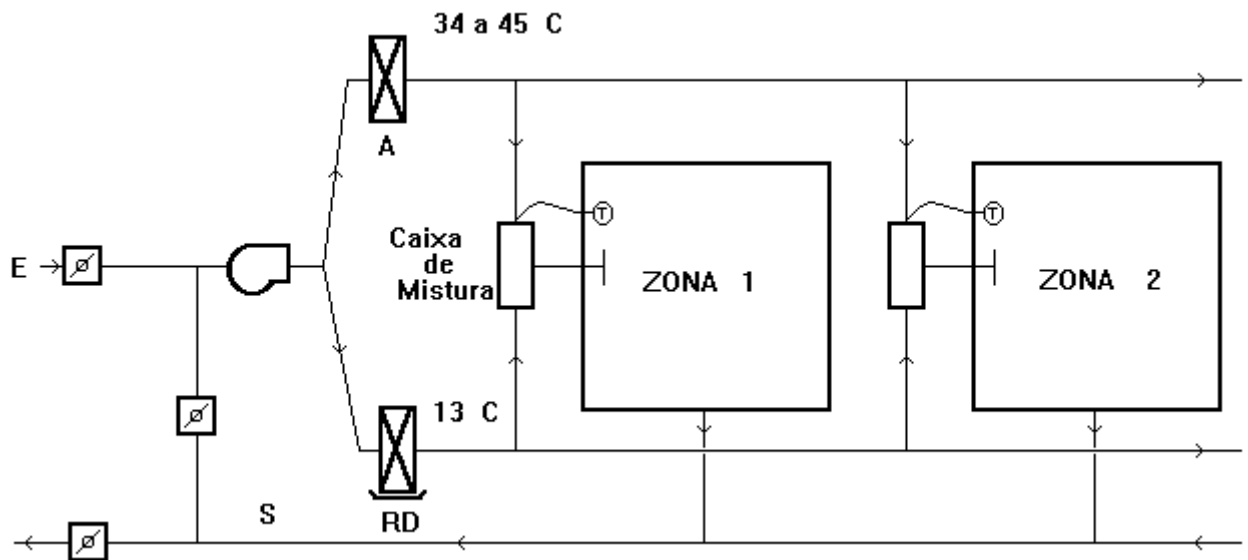 34 a 45 C
A
E
Caixa
de
Mistura
T
ZONA 1
T
ZONA 2
13 C
RD
S